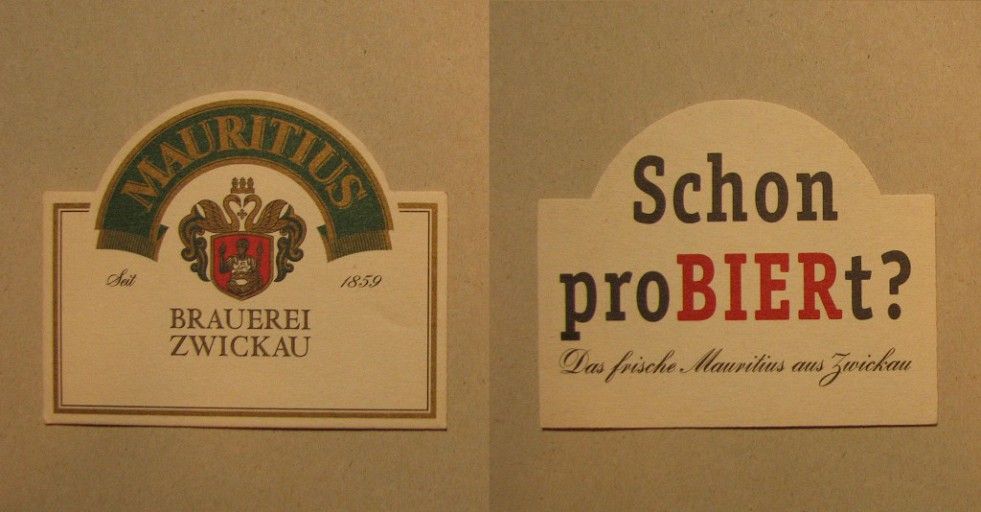 MAURITIUS
Seit 1859
BRAUEREI
ZWICKAU
Schon
proBIERt?
Das frische Mauritius aus Zwickau